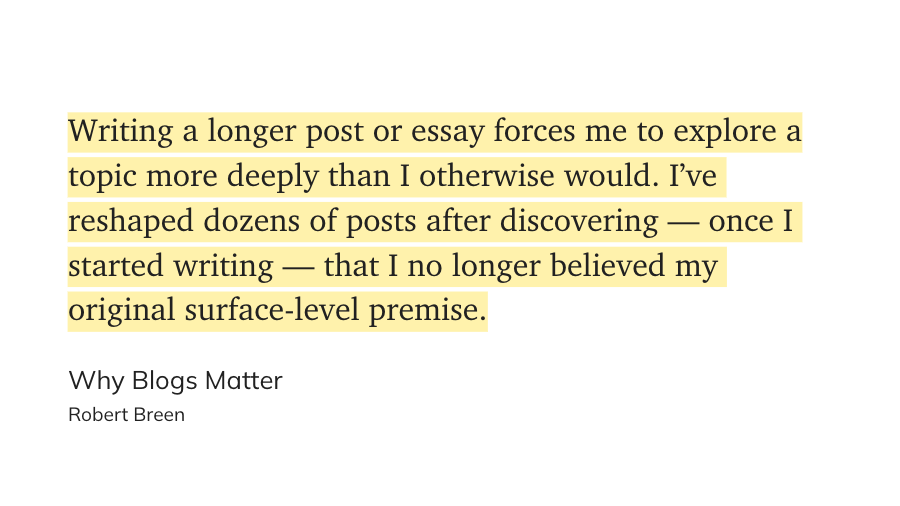 Writing a longer post or essay forces me to explore a
topic more deeply than I otherwise would. I’ve
reshaped dozens of posts after discovering — once I
started writing — that I no longer believed my
original surface-level premise.
Why Blogs Matter
Robert Breen